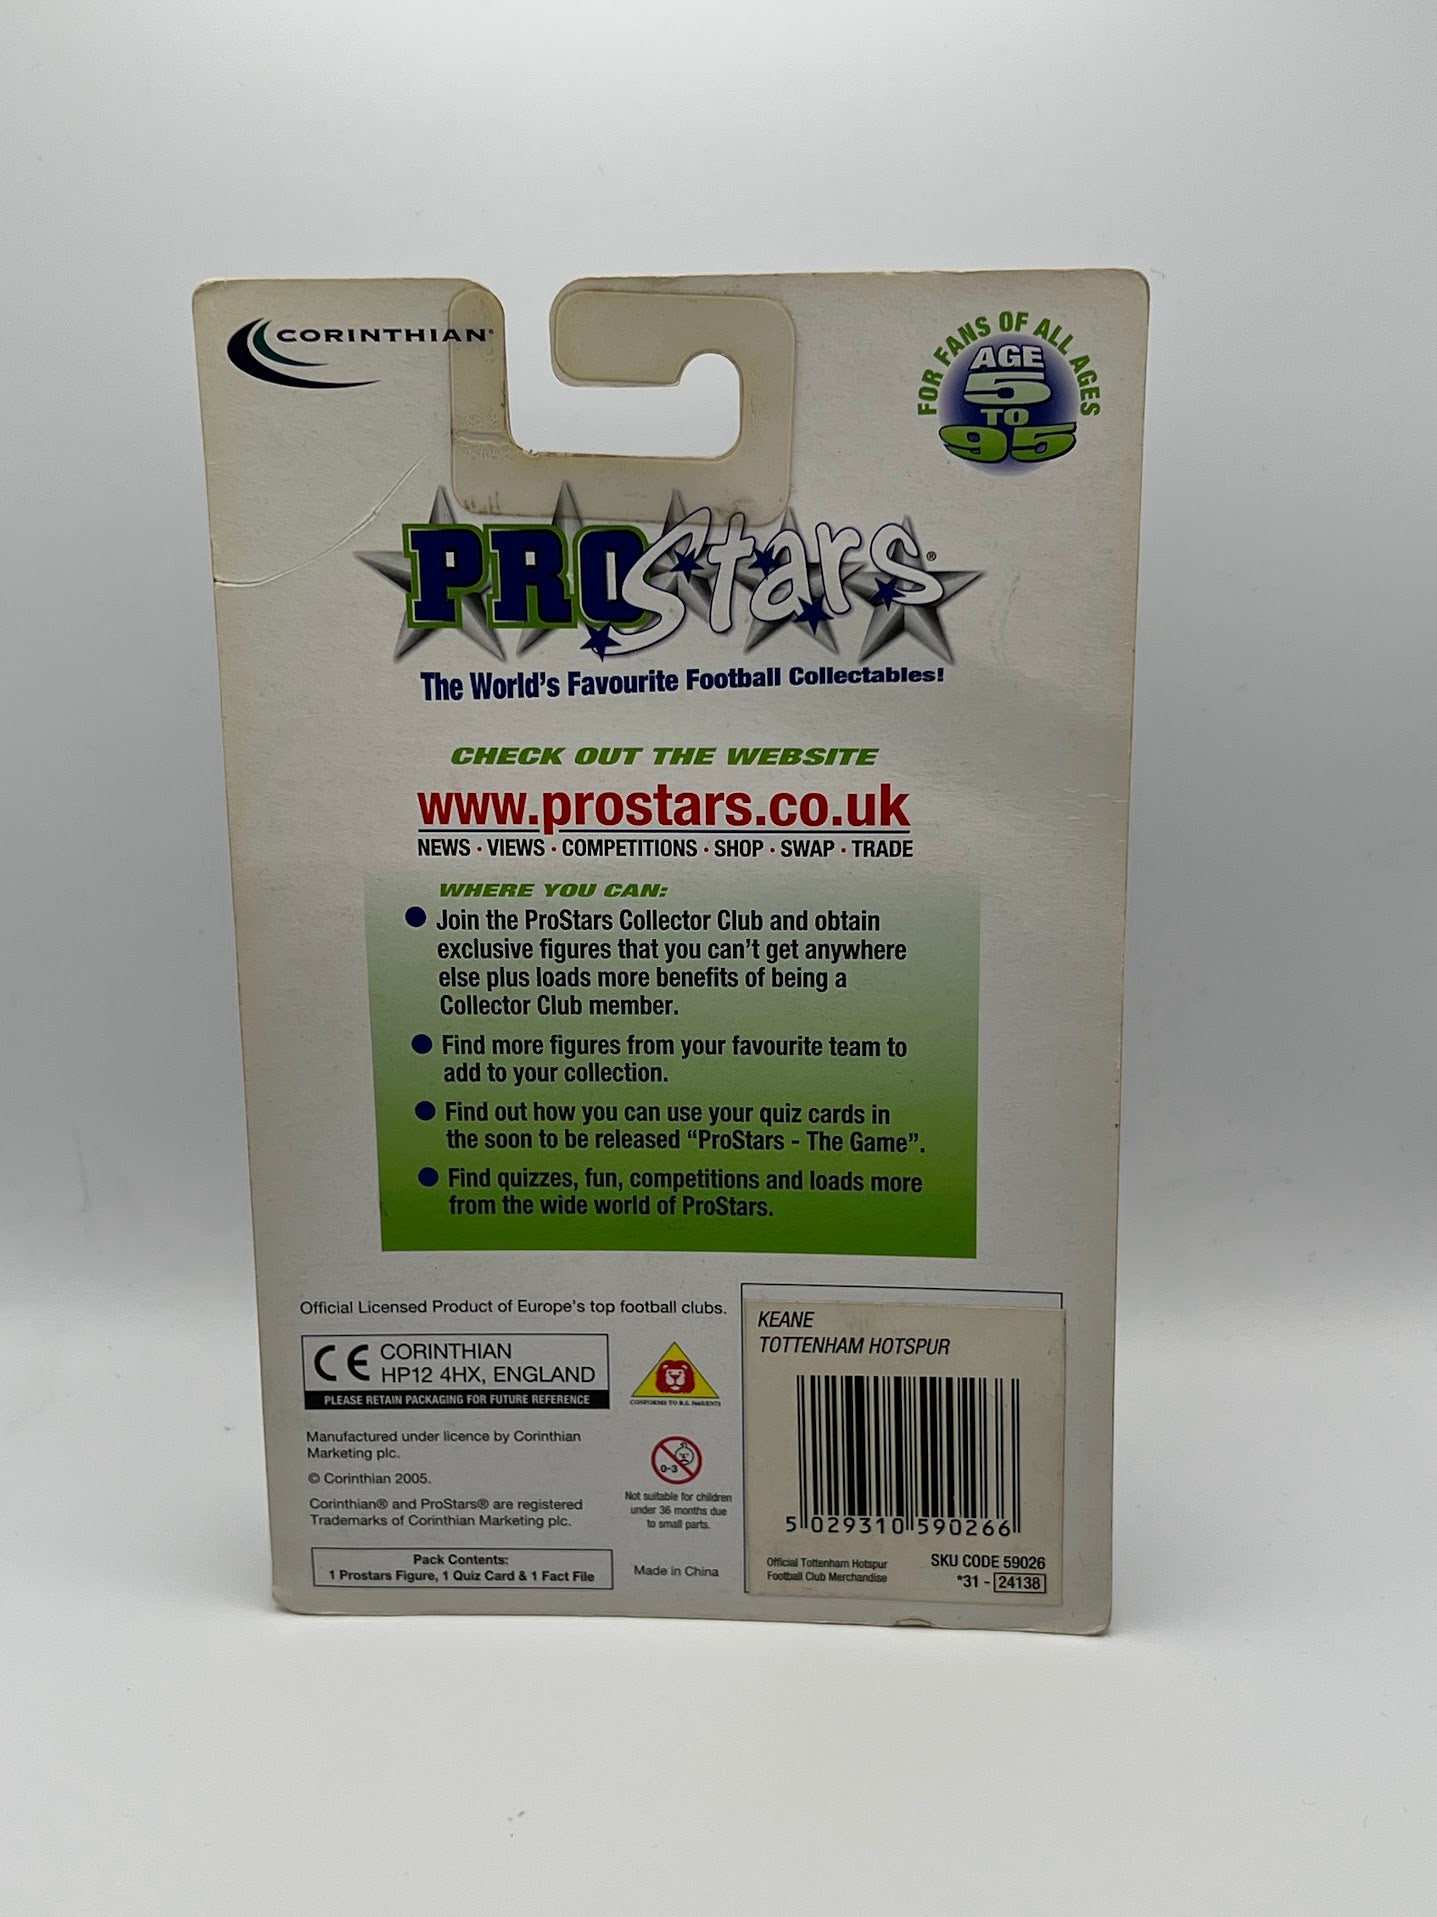 CORINTHIAN®
FOR FANS OF ALL AGES
AGE
5
TO
95
PROStars®
The World's Favourite Football Collectables!
CHECK OUT THE WEBSITE
www.prostars.co.uk
NEWS · VIEWS · COMPETITIONS · SHOP · SWAP · TRADE
WHERE YOU CAN:
● Join the ProStars Collector Club and obtain
exclusive figures that you can't get anywhere
else plus loads more benefits of being a
Collector Club member.
● Find more figures from your favourite team to
add to your collection.
● Find out how you can use your quiz cards in
the soon to be released “ProStars - The Game”.
● Find quizzes, fun, competitions and loads more
from the wide world of ProStars.
Official Licensed Product of Europe's top football clubs.
CE CORINTHIAN
HP12 4HX, ENGLAND
PLEASE RETAIN PACKAGING FOR FUTURE REFERENCE
Manufactured under licence by Corinthian
Marketing plc.
© Corinthian 2005.
Corinthian® and ProStars® are registered
Trademarks of Corinthian Marketing plc.
Pack Contents:
1 Prostars Figure, 1 Quiz Card & 1 Fact File
CONFORMS TO B.S.
0-3
Not suitable for children
under 36 months due
to small parts.
Made in China
KEANE
TOTTENHAM HOTSPUR
5 029310 590266
Official Tottenham Hotspur
Football Club Merchandise
SKU CODE 59026
*31 - 24138